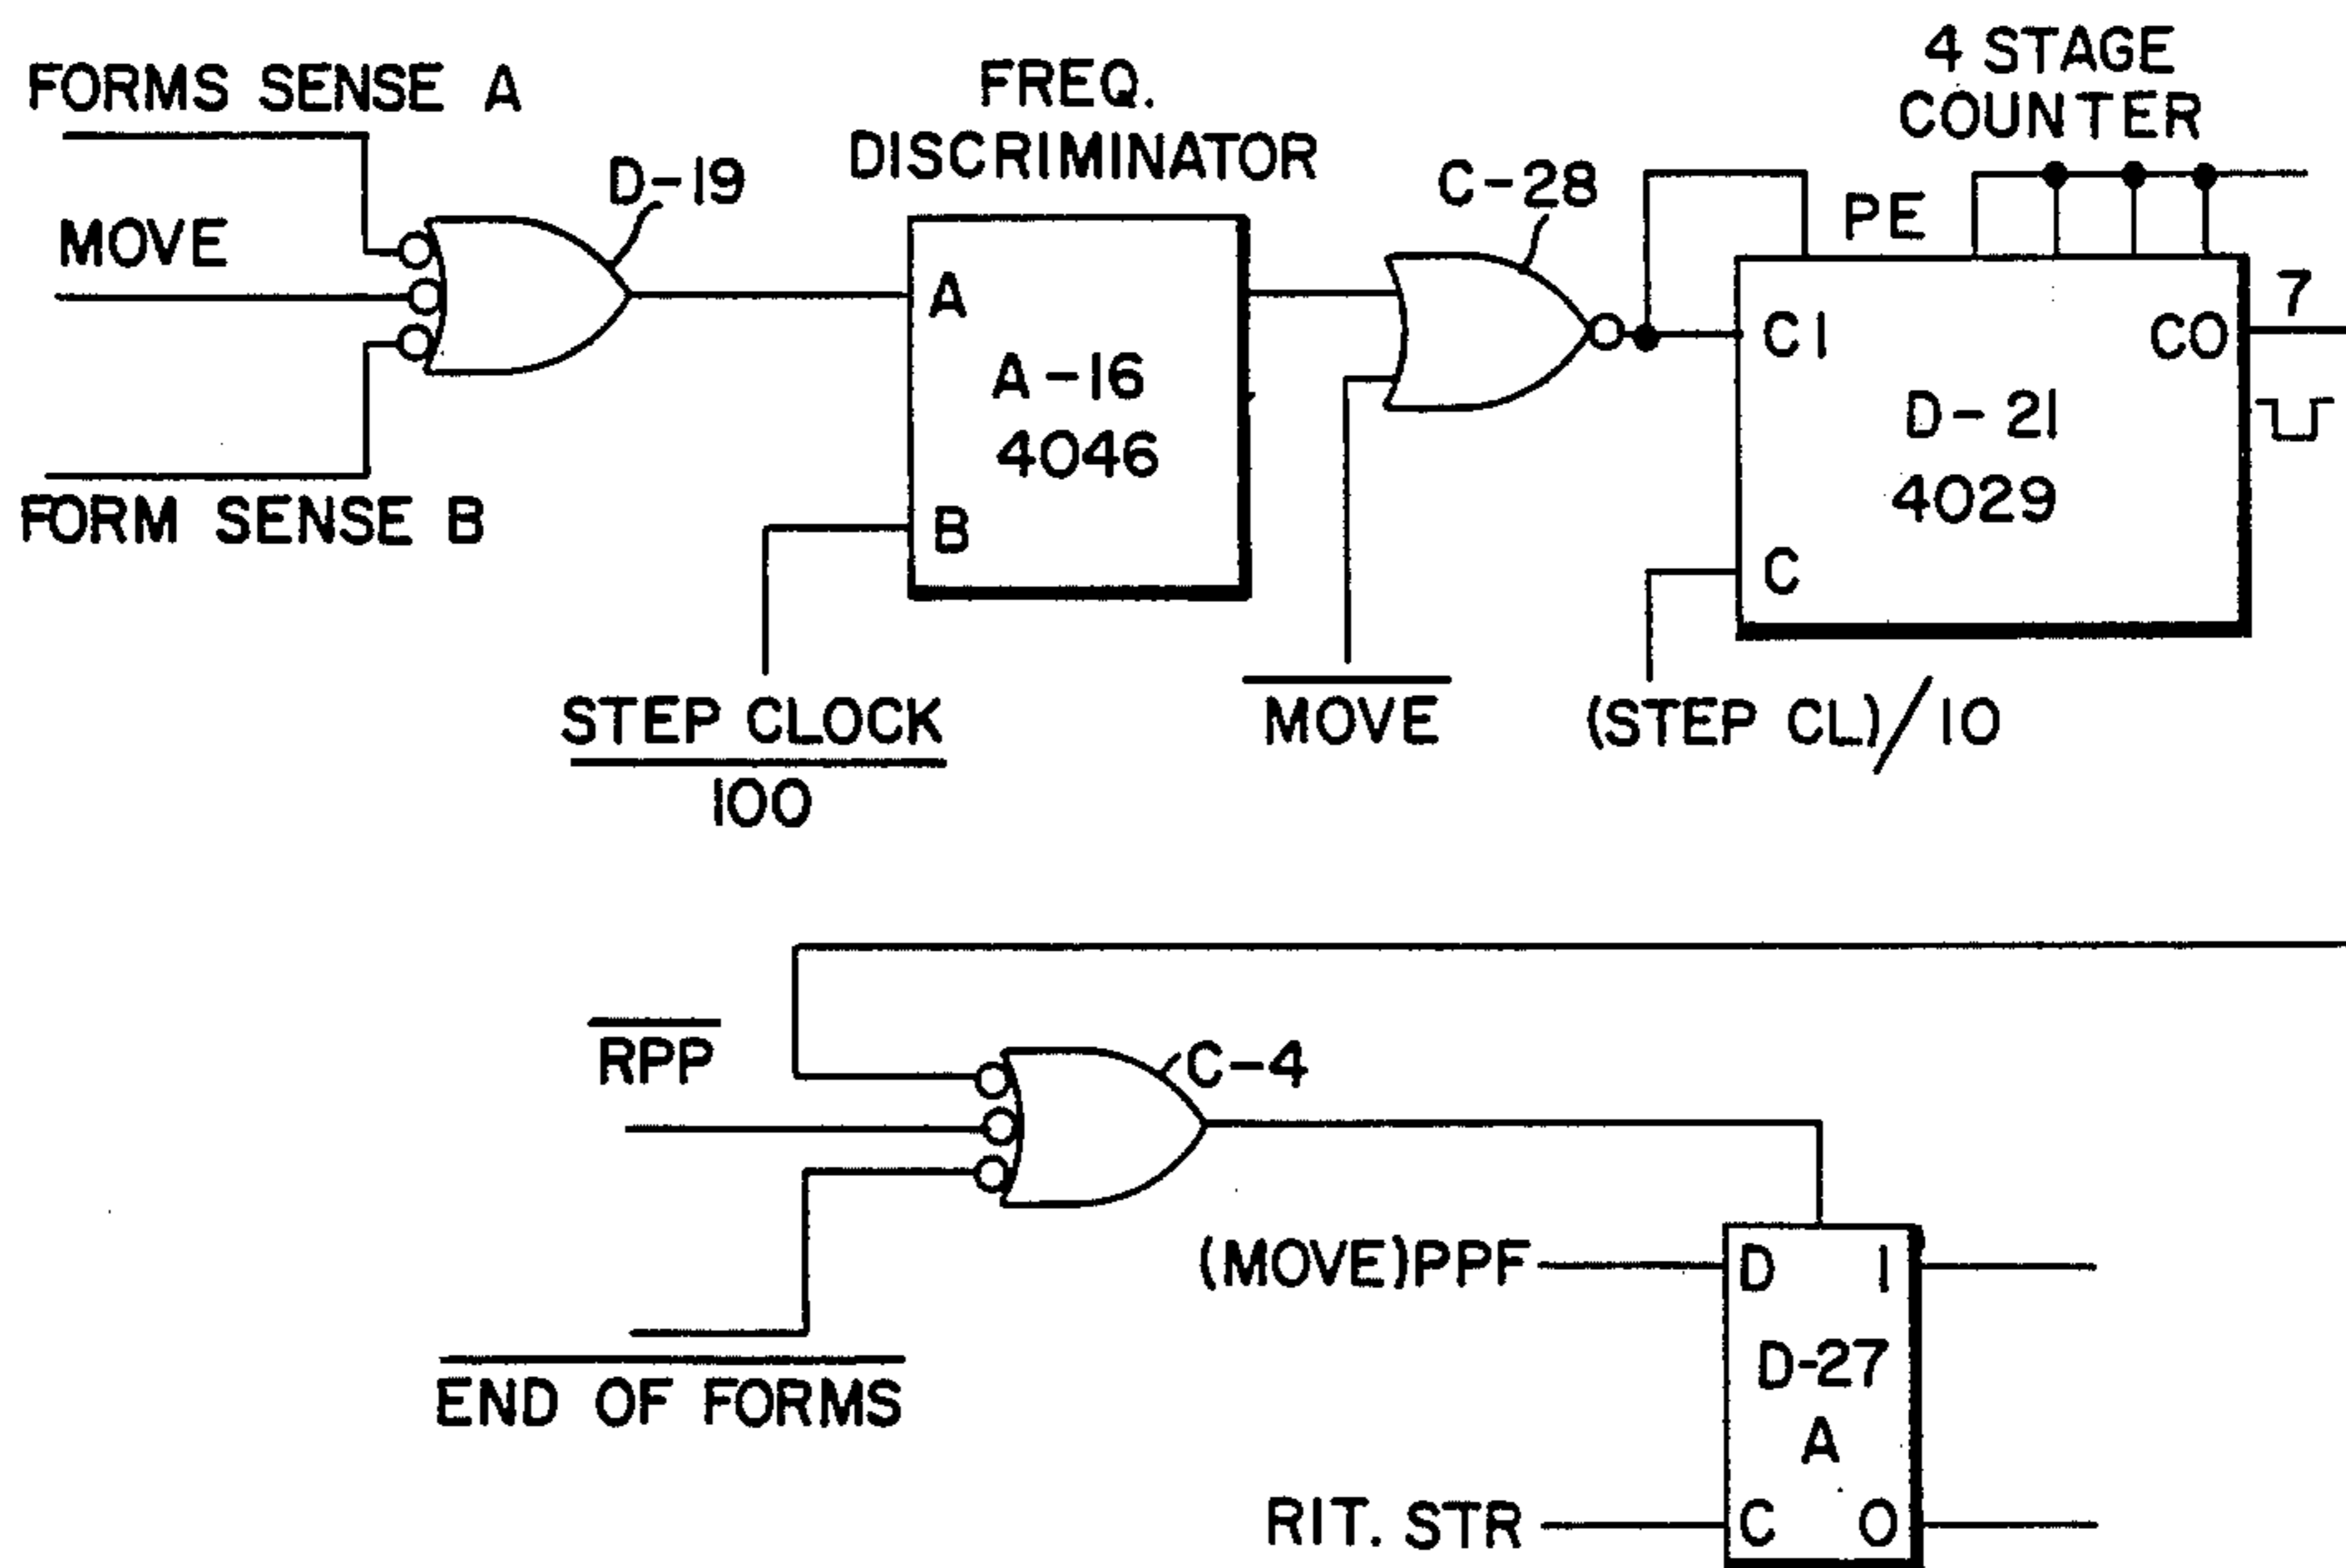 FORMS SENSE A
MOVE
FORM SENSE B
D-19
FREQ.
DISCRIMINATOR
A
A-16
4046
B
STEP CLOCK
100
C-28
MOVE
4 STAGE
COUNTER
PE
CI
CO
7
D-21
4029
C
(STEP CL)/10
RPP
C-4
END OF FORMS
(MOVE)PPF
D
1
D-27
A
RIT. STR
C
O